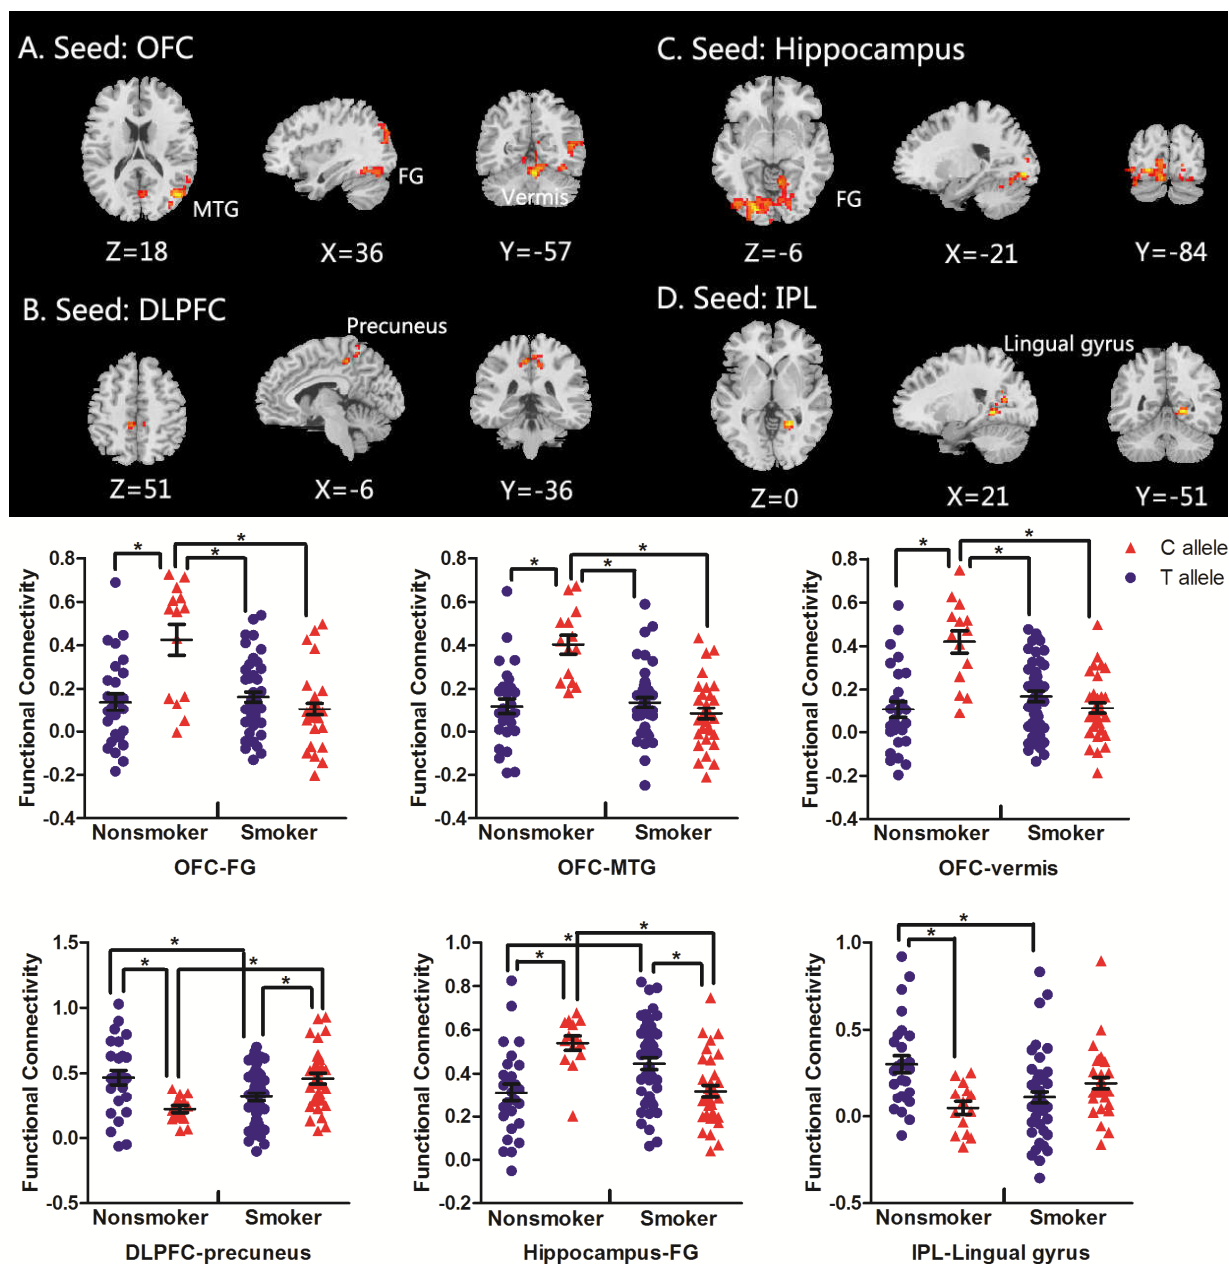 A. Seed: OFC
MTG
FG
Vermis
Z=18
X=36
Y=-57
C. Seed: Hippocampus
FG
Z=-6
X=-21
Y=-84
B. Seed: DLPFC
Precuneus
Z=51
X=-6
Y=-36
D. Seed: IPL
Lingual gyrus
Z=0
X=21
Y=-51
Functional Connectivity
0.8
0.6
0.4
0.2
0.0
-0.2
-0.4
* * *
Nonsmoker Smoker
OFC-FG
Functional Connectivity
0.8
0.6
0.4
0.2
0.0
-0.2
-0.4
* * *
Nonsmoker Smoker
OFC-MTG
Functional Connectivity
0.8
0.6
0.4
0.2
0.0
-0.2
-0.4
* * *
Nonsmoker Smoker
OFC-vermis
C allele
T allele
Functional Connectivity
1.5
1.0
0.5
0.0
-0.5
* * * *
Nonsmoker Smoker
DLPFC-precuneus
Functional Connectivity
1.0
0.8
0.6
0.4
0.2
0.0
-0.2
* * * *
Nonsmoker Smoker
Hippocampus-FG
Functional Connectivity
1.0
0.5
0.0
-0.5
* *
Nonsmoker Smoker
IPL-Lingual gyrus